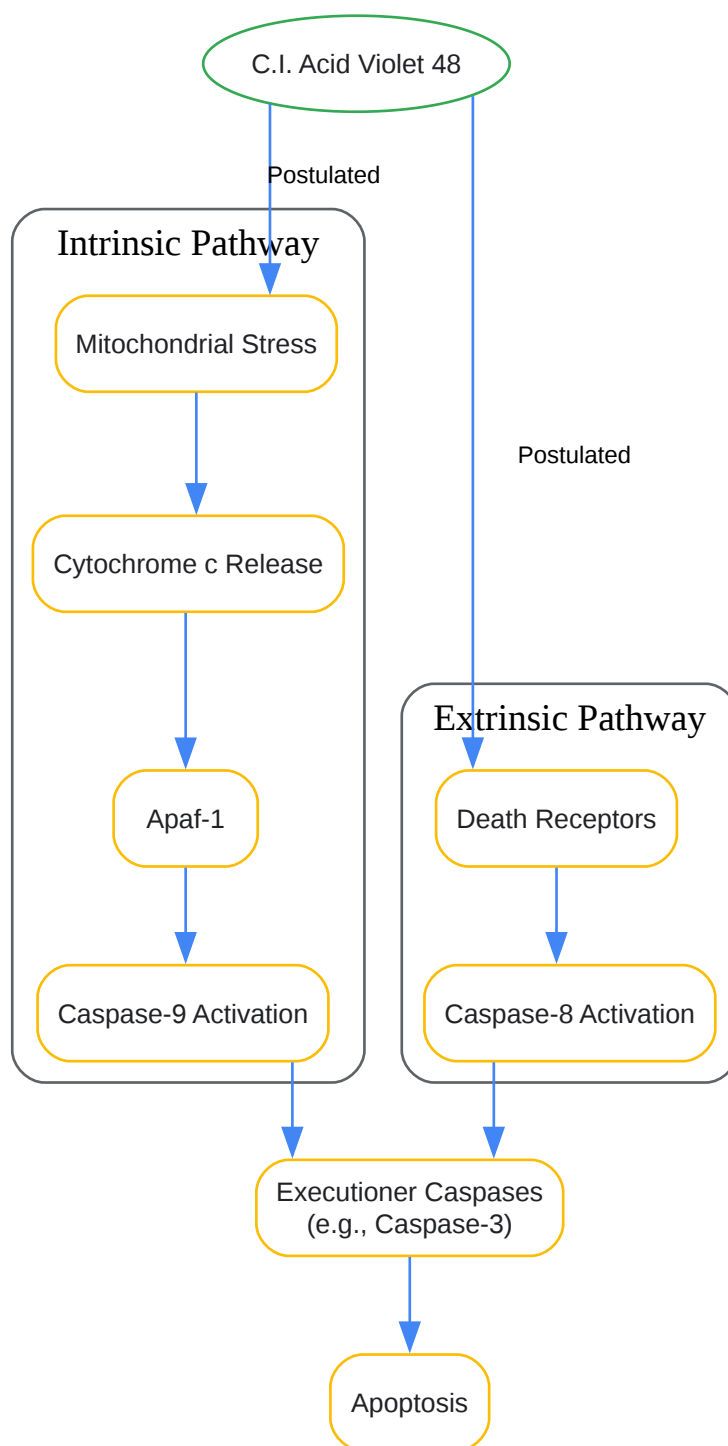 C.I. Acid Violet 48
Postulated
Intrinsic Pathway
Mitochondrial Stress
Postulated
Cytochrome c Release
Extrinsic Pathway
Apaf-1
Death Receptors
Caspase-9 Activation
Caspase-8 Activation
Executioner Caspases
(e.g., Caspase-3)
Apoptosis